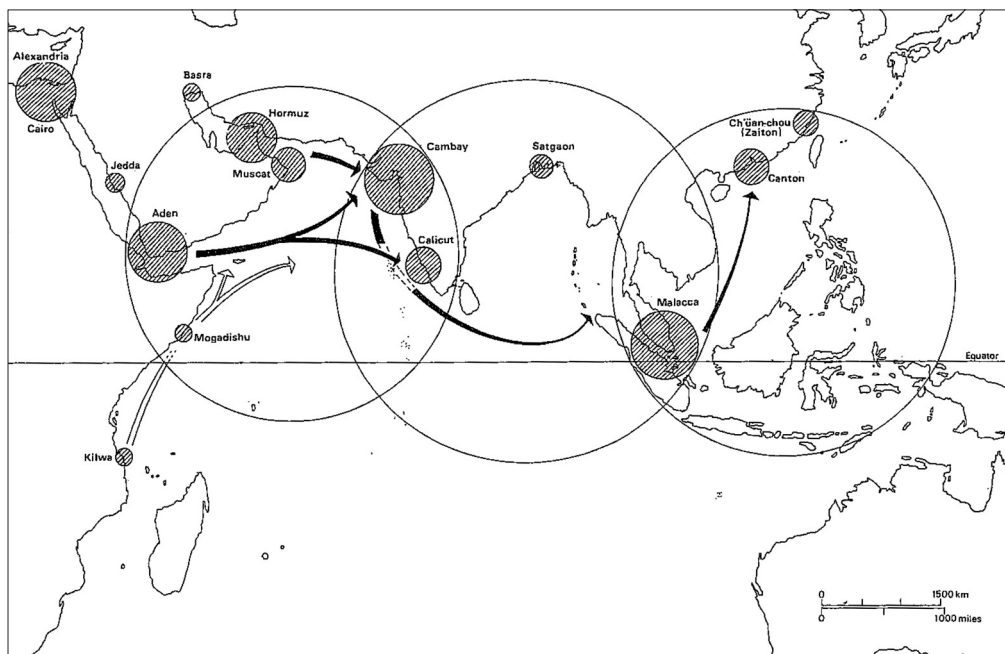 Alexandria
Cairo
Basra
Hormuz
Muscat
Jedda
Aden
Mogadishu
Kilwa
Cambay
Calicut
Satgaon
Ch'üan-chou
(Zaiton)
Canton
Malacca
Equator
0 1500 km
0 1000 miles